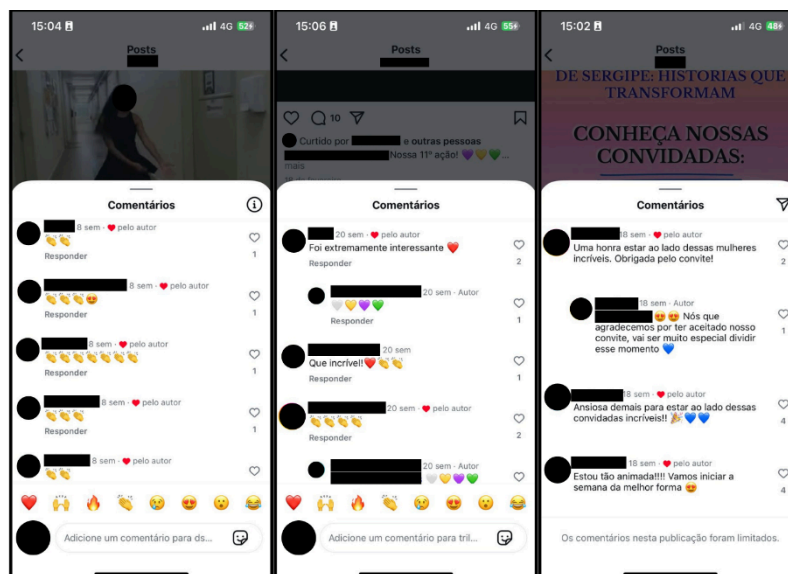 15:04
4G 52
Posts
Comentários
8 sem · ❤ pelo autor
👏👏
Responder
1
8 sem · ❤ pelo autor
👏👏👏😍
Responder
1
8 sem · ❤ pelo autor
👏👏👏👏👏👏👏
Responder
1
8 sem · ❤ pelo autor
👏👏👏
Responder
1
8 sem · ❤ pelo autor
👏👏
❤️ 🙌 🔥 👏 😢 😍 😮 😂
Adicione um comentário para ds...
15:06
4G 55
Posts
10
Curtido por
e outras pessoas
Nossa 11º ação! 💜💛💚...
mais
Comentários
20 sem · ❤ pelo autor
Foi extremamente interessante ❤️
Responder
2
20 sem · Autor
🤍💛💜💚
Responder
1
20 sem
Que incrível!❤️👏👏
Responder
1
20 sem · ❤ pelo autor
👏👏👏👏
Responder
2
20 sem · Autor
🤍💛💜💚
❤️ 🙌 🔥 👏 😢 😍 😮 😂
Adicione um comentário para tril...
15:02
4G 48
Posts
DE SERGIPE: HISTORIAS QUE
TRANSFORMAM
CONHEÇA NOSSAS
CONVIDADAS:
Comentários
18 sem · ❤ pelo autor
Uma honra estar ao lado dessas mulheres
incríveis. Obrigada pelo convite!
2
18 sem · Autor
😍😍 Nós que
agradecemos por ter aceitado nosso
convite, vai ser muito especial dividir
esse momento 💙
1
18 sem · ❤ pelo autor
Ansiosa demais para estar ao lado dessas
convidadas incríveis!! 🎉💙💙
4
18 sem · ❤ pelo autor
Estou tão animada!!!! Vamos iniciar a
semana da melhor forma 😍
4
Os comentários nesta publicação foram limitados.